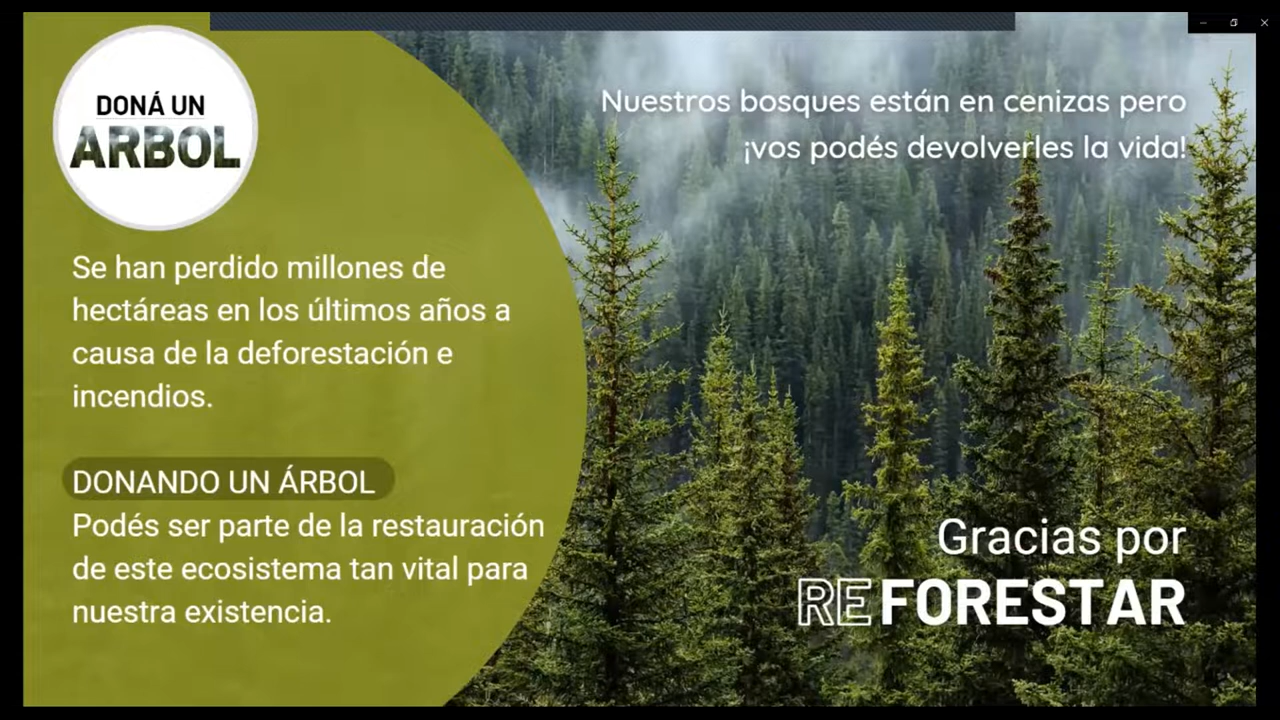 DONÁ UN
ARBOL
Nuestros bosques están en cenizas pero
¡vos podés devolverles la vida!
Se han perdido millones de
hectáreas en los últimos años a
causa de la deforestación e
incendios.
DONANDO UN ÁRBOL
Podés ser parte de la restauración
de este ecosistema tan vital para
nuestra existencia.
Gracias por
REFORESTAR